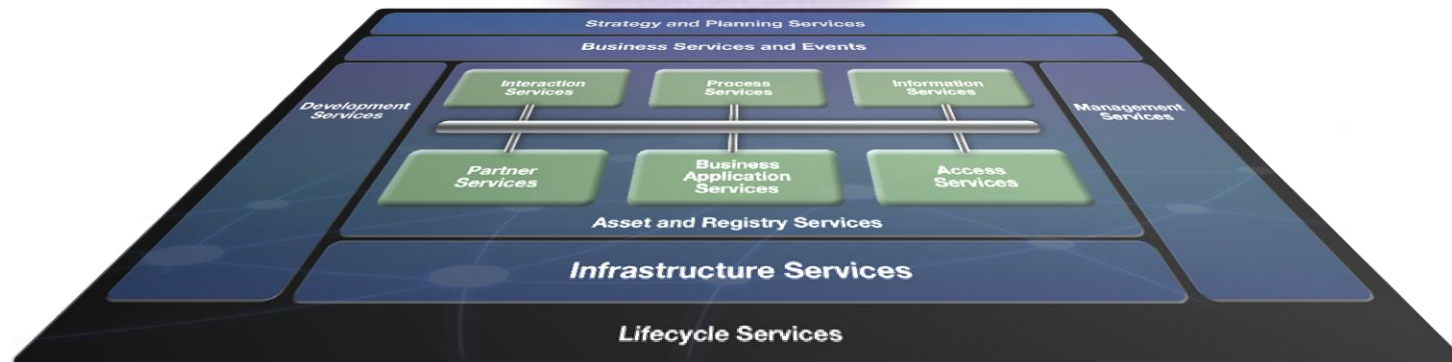 Strategy and Planning Services
Business Services and Events
Development
Services
Interaction
Services
Process
Services
Information
Services
Management
Services
Partner
Services
Business
Application
Services
Access
Services
Asset and Registry Services
Infrastructure Services
Lifecycle Services